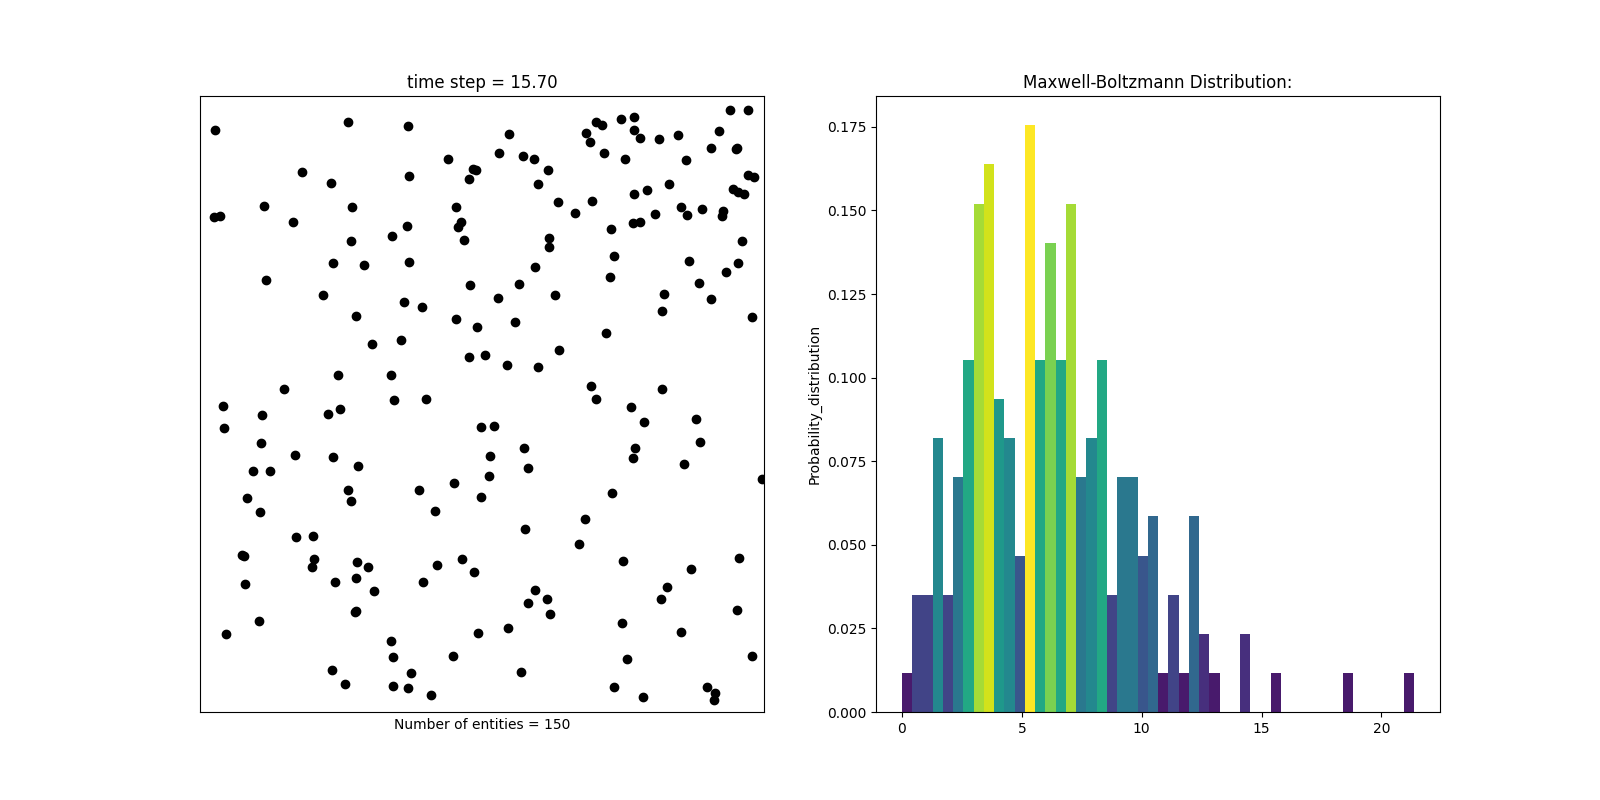 time step = 15.70
Number of entities = 150
Maxwell-Boltzmann Distribution:
Probability_distribution
0.175
0.150
0.125
0.100
0.075
0.050
0.025
0.000
0 5 10 15 20